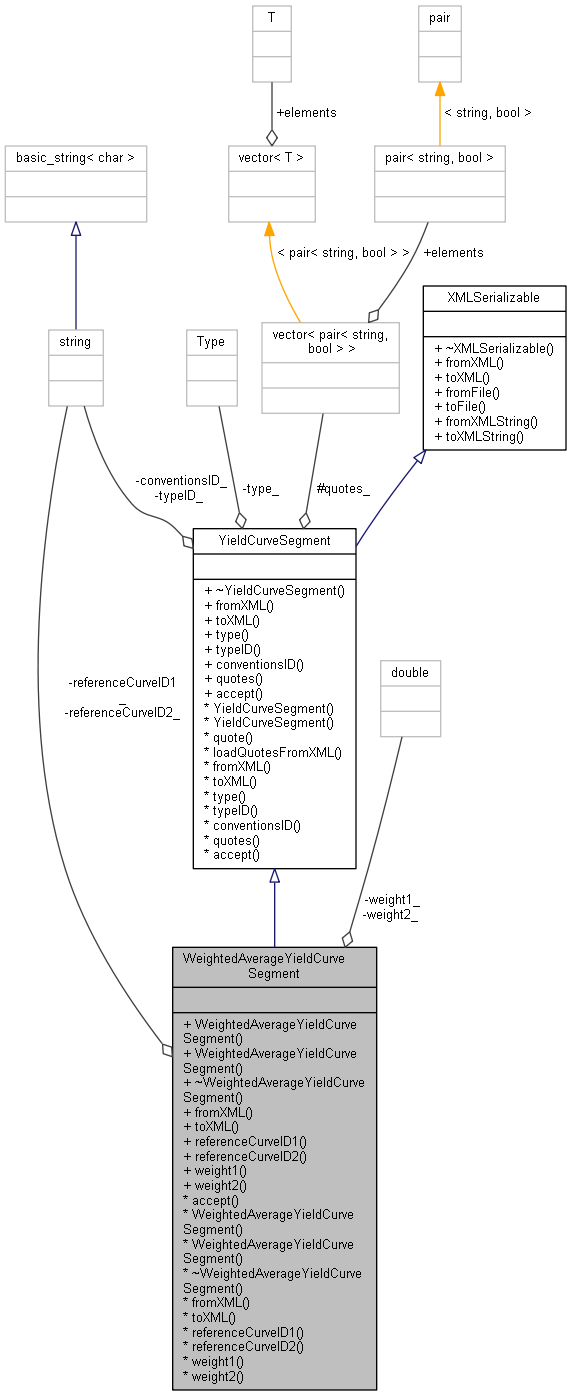 T
pair
+elements
< string, bool >
basic_string< char >
vector< T >
pair< string, bool >
< pair< string, bool > >
+elements
XMLSerializable
+ ~XMLSerializable()
+ fromXML()
+ toXML()
+ fromFile()
+ toFile()
+ fromXMLString()
+ toXMLString()
string
Type
vector< pair< string,
bool > >
-conventionsID_
-typeID_
-type_
#quotes_
YieldCurveSegment
+ ~YieldCurveSegment()
+ fromXML()
+ toXML()
+ type()
+ typeID()
+ conventionsID()
+ quotes()
+ accept()
* YieldCurveSegment()
* YieldCurveSegment()
* quote()
* loadQuotesFromXML()
* fromXML()
* toXML()
* type()
* typeID()
* conventionsID()
* quotes()
* accept()
-referenceCurveID1
_
-referenceCurveID2_
double
-weight1_
-weight2_
WeightedAverageYieldCurve
Segment
+ WeightedAverageYieldCurve
Segment()
+ WeightedAverageYieldCurve
Segment()
+ ~WeightedAverageYieldCurve
Segment()
+ fromXML()
+ toXML()
+ referenceCurveID1()
+ referenceCurveID2()
+ weight1()
+ weight2()
* accept()
* WeightedAverageYieldCurve
Segment()
* WeightedAverageYieldCurve
Segment()
* ~WeightedAverageYieldCurve
Segment()
* fromXML()
* toXML()
* referenceCurveID1()
* referenceCurveID2()
* weight1()
* weight2()